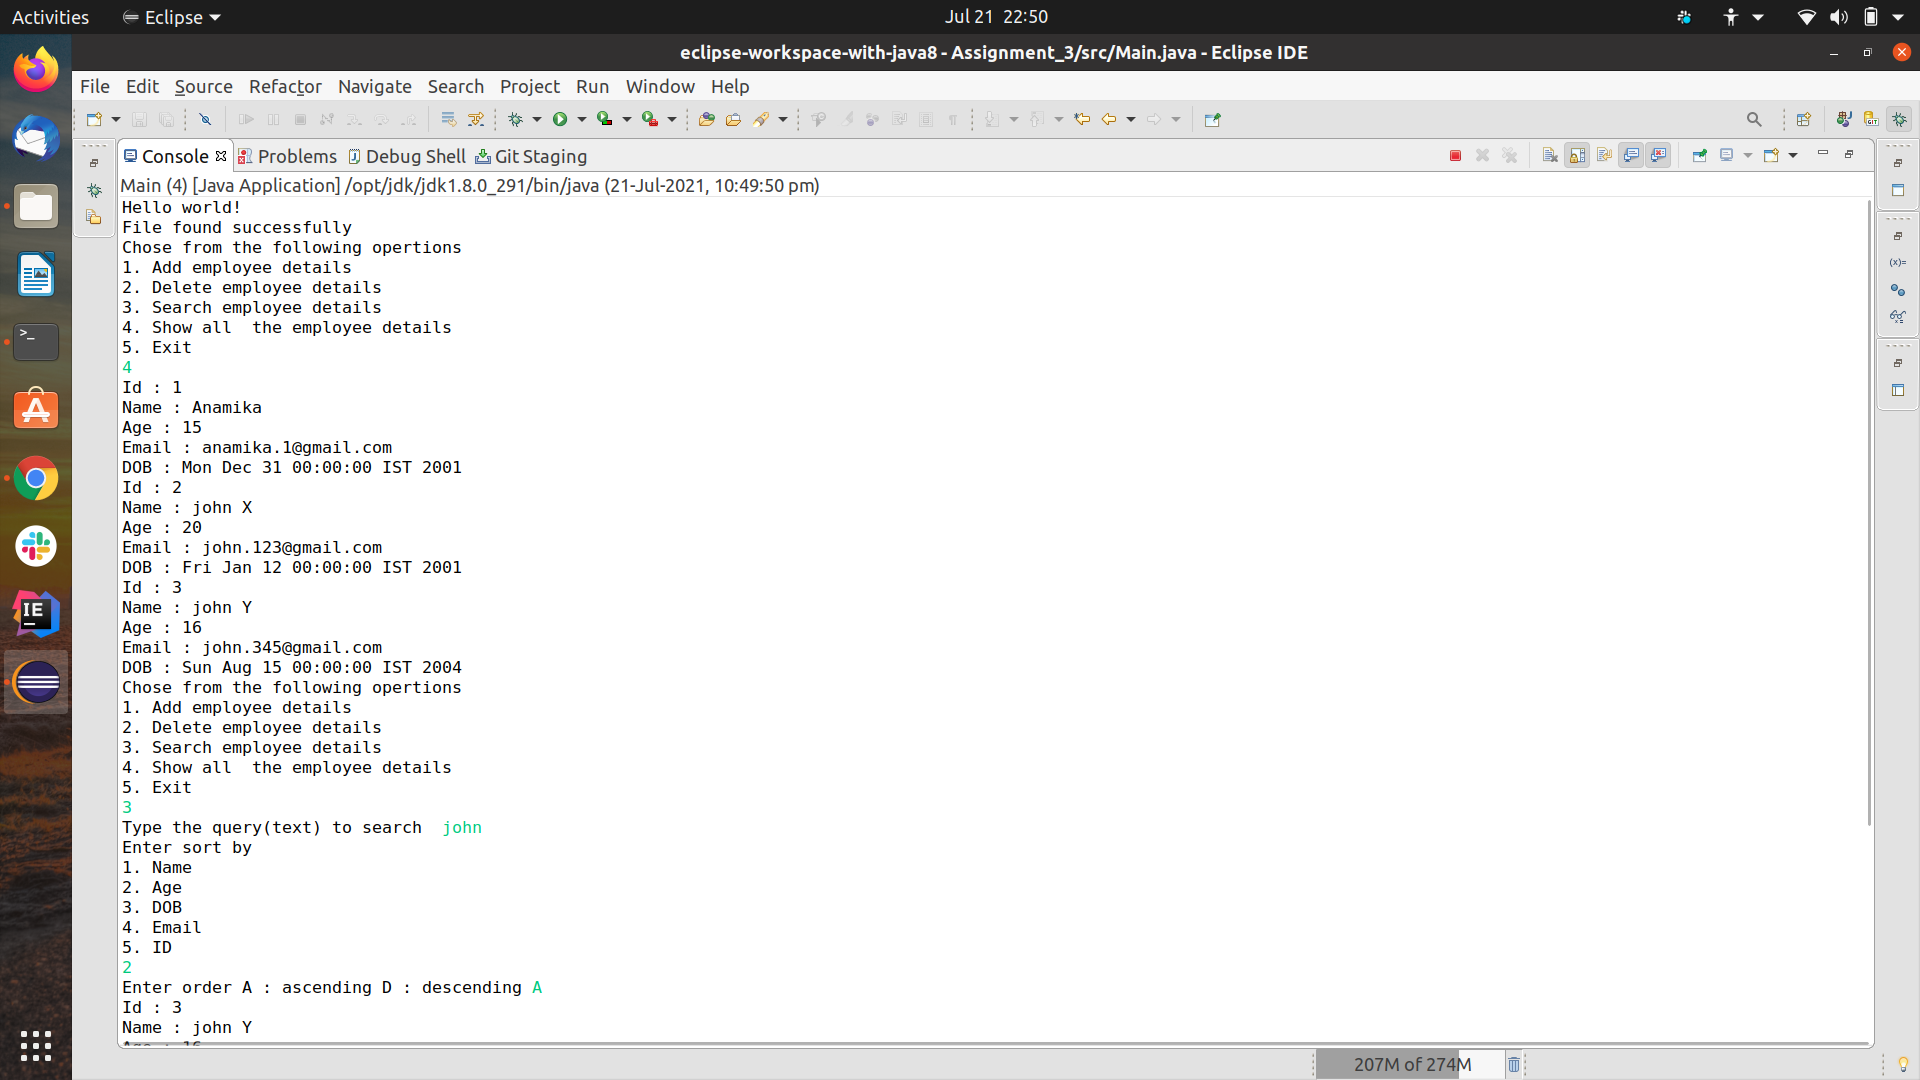 Activities Eclipse Jul 21 22:50
eclipse-workspace-with-java8 - Assignment_3/src/Main.java - Eclipse IDE
File Edit Source Refactor Navigate Search Project Run Window Help
Console Problems Debug Shell Git Staging
Main (4) [Java Application] /opt/jdk/jdk1.8.0_291/bin/java (21-Jul-2021, 10:49:50 pm)
Hello world!
File found successfully
Chose from the following opertions
1. Add employee details
2. Delete employee details
3. Search employee details
4. Show all  the employee details
5. Exit
4
Id : 1
Name : Anamika
Age : 15
Email : anamika.1@gmail.com
DOB : Mon Dec 31 00:00:00 IST 2001
Id : 2
Name : john X
Age : 20
Email : john.123@gmail.com
DOB : Fri Jan 12 00:00:00 IST 2001
Id : 3
Name : john Y
Age : 16
Email : john.345@gmail.com
DOB : Sun Aug 15 00:00:00 IST 2004
Chose from the following opertions
1. Add employee details
2. Delete employee details
3. Search employee details
4. Show all  the employee details
5. Exit
3
Type the query(text) to search  john
Enter sort by
1. Name
2. Age
3. DOB
4. Email
5. ID
2
Enter order A : ascending D : descending A
Id : 3
Name : john Y
Age : 16
207M of 274M